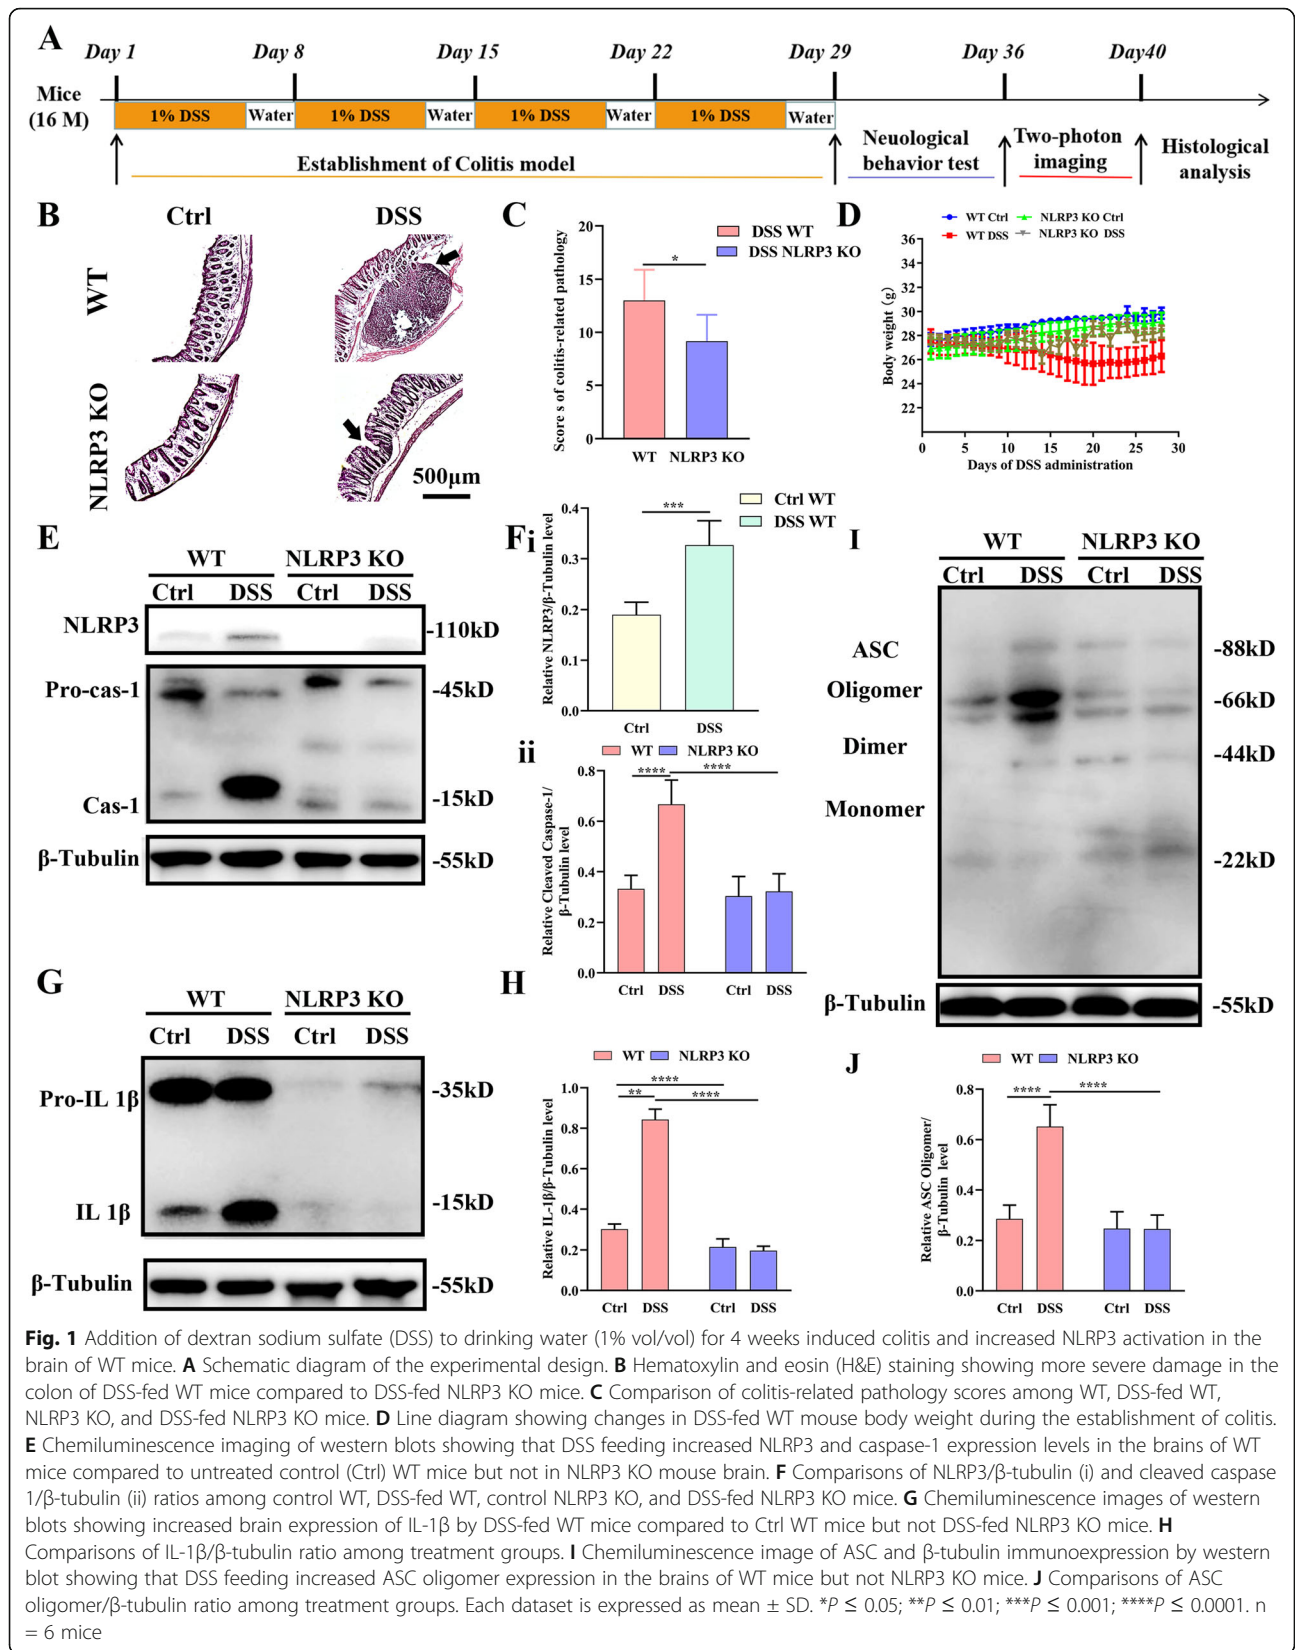 A
Day 1 Day 8 Day 15 Day 22 Day 29 Day 36 Day40
Mice
(16 M)
1% DSS Water 1% DSS Water 1% DSS Water 1% DSS Water
Establishment of Colitis model
Neuological
behavior test
Two-photon
imaging
Histological
analysis
B
Ctrl DSS
WT
NLRP3 KO
500μm
C
DSS WT
DSS NLRP3 KO
Score s of colitis-related pathology
20
15
10
5
0
*
WT NLRP3 KO
D
WT Ctrl NLRP3 KO Ctrl
WT DSS NLRP3 KO DSS
Body weight (g)
36
34
32
30
28
26
24
22
0 5 10 15 20 25 30
Days of DSS administration
E
WT NLRP3 KO
Ctrl DSS Ctrl DSS
NLRP3 -110kD
Pro-cas-1 -45kD
Cas-1 -15kD
β-Tubulin -55kD
Fi
Ctrl WT
DSS WT
Relative NLRP3/β-Tubulin level
0.4
0.3
0.2
0.1
0.0
***
Ctrl DSS
ii
WT NLRP3 KO
Relative Cleaved Caspase-1/
β-Tubulin level
0.8
0.6
0.4
0.2
0.0
**** ****
Ctrl DSS Ctrl DSS
G
WT NLRP3 KO
Ctrl DSS Ctrl DSS
Pro-IL 1β -35kD
IL 1β -15kD
β-Tubulin -55kD
H
WT NLRP3 KO
Relative IL-1β/β-Tubulin level
1.0
0.8
0.6
0.4
0.2
0.0
****
** ****
Ctrl DSS Ctrl DSS
I
WT NLRP3 KO
Ctrl DSS Ctrl DSS
ASC -88kD
Oligomer -66kD
Dimer -44kD
Monomer
-22kD
β-Tubulin -55kD
J
WT NLRP3 KO
Relative ASC Oligomer/
β-Tubulin level
0.8
0.6
0.4
0.2
0.0
**** ****
Ctrl DSS Ctrl DSS
Fig. 1 Addition of dextran sodium sulfate (DSS) to drinking water (1% vol/vol) for 4 weeks induced colitis and increased NLRP3 activation in the
brain of WT mice. A Schematic diagram of the experimental design. B Hematoxylin and eosin (H&E) staining showing more severe damage in the
colon of DSS-fed WT mice compared to DSS-fed NLRP3 KO mice. C Comparison of colitis-related pathology scores among WT, DSS-fed WT,
NLRP3 KO, and DSS-fed NLRP3 KO mice. D Line diagram showing changes in DSS-fed WT mouse body weight during the establishment of colitis.
E Chemiluminescence imaging of western blots showing that DSS feeding increased NLRP3 and caspase-1 expression levels in the brains of WT
mice compared to untreated control (Ctrl) WT mice but not in NLRP3 KO mouse brain. F Comparisons of NLRP3/β-tubulin (i) and cleaved caspase
1/β-tubulin (ii) ratios among control WT, DSS-fed WT, control NLRP3 KO, and DSS-fed NLRP3 KO mice. G Chemiluminescence images of western
blots showing increased brain expression of IL-1β by DSS-fed WT mice compared to Ctrl WT mice but not DSS-fed NLRP3 KO mice. H
Comparisons of IL-1β/β-tubulin ratio among treatment groups. I Chemiluminescence image of ASC and β-tubulin immunoexpression by western
blot showing that DSS feeding increased ASC oligomer expression in the brains of WT mice but not NLRP3 KO mice. J Comparisons of ASC
oligomer/β-tubulin ratio among treatment groups. Each dataset is expressed as mean ± SD. *P ≤ 0.05; **P ≤ 0.01; ***P ≤ 0.001; ****P ≤ 0.0001. n
= 6 mice